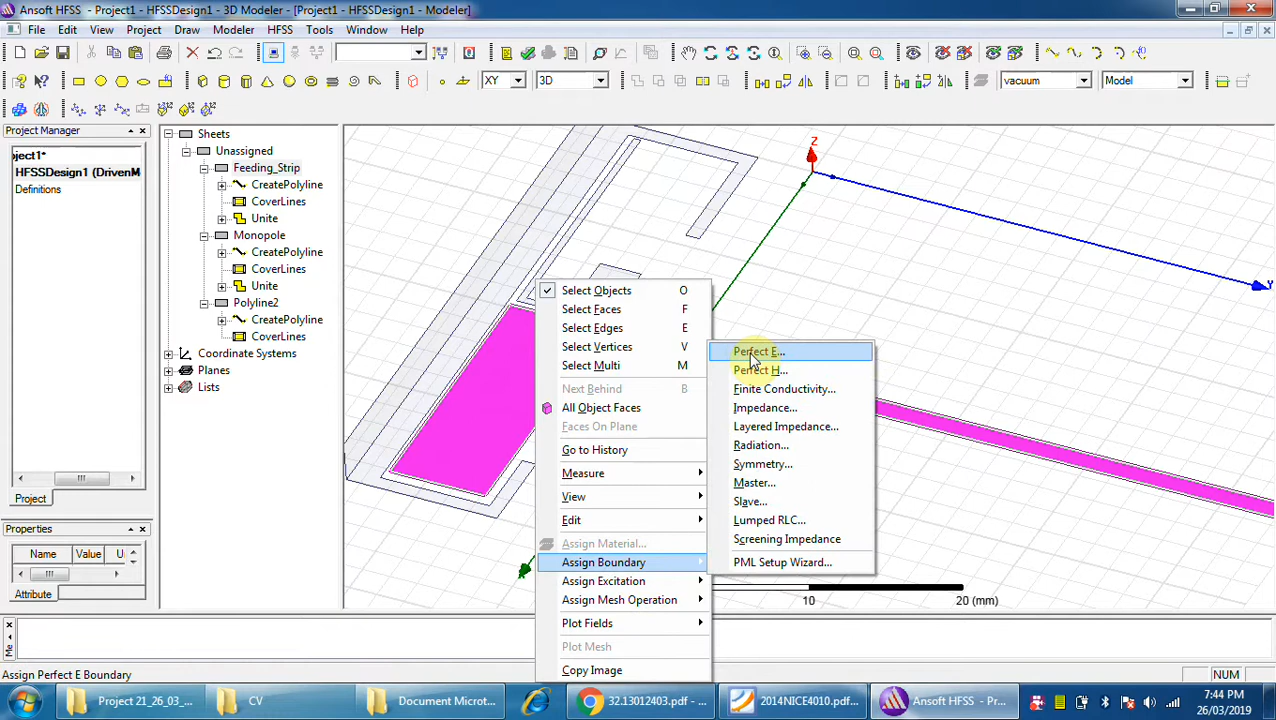 Ansoft HFSS - Project1 - HFSSDesign1 - 3D Modeler - [Project1 - HFSSDesign1 - Modeler]
File Edit View Project Draw Modeler HFSS Tools Window Help
XY 3D vacuum Model
Project Manager
oject1*
HFSSDesign1 (DrivenM
Definitions
Project
Properties
Name Value U
Attribute
Sheets
Unassigned
Feeding_Strip
CreatePolyline
CoverLines
Unite
Monopole
CreatePolyline
CoverLines
Unite
Polyline2
CreatePolyline
CoverLines
Coordinate Systems
Planes
Lists
Z
Y
Select Objects O
Select Faces F
Select Edges E
Select Vertices V
Select Multi M
Next Behind B
All Object Faces
Faces On Plane
Go to History
Measure
View
Edit
Assign Material...
Assign Boundary
Assign Excitation
Assign Mesh Operation
Plot Fields
Plot Mesh
Copy Image
Perfect E...
Perfect H...
Finite Conductivity...
Impedance...
Layered Impedance...
Radiation...
Symmetry...
Master...
Slave...
Lumped RLC...
Screening Impedance
PML Setup Wizard...
10 20 (mm)
Me
Assign Perfect E Boundary
NUM
Project 21_26_03_...
CV
Document Microt...
32.13012403.pdf - ...
2014NICE4010.pdf...
Ansoft HFSS - Pr...
7:44 PM
26/03/2019